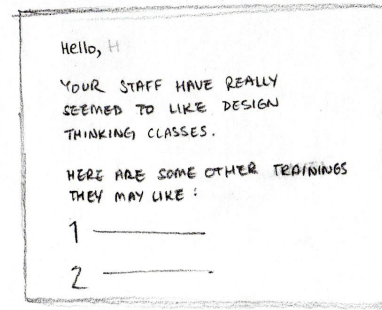 Hello, H
YOUR STAFF HAVE REALLY
SEEMED TO LIKE DESIGN
THINKING CLASSES.
HERE ARE SOME OTHER TRAININGS
THEY MAY LIKE :
1
2